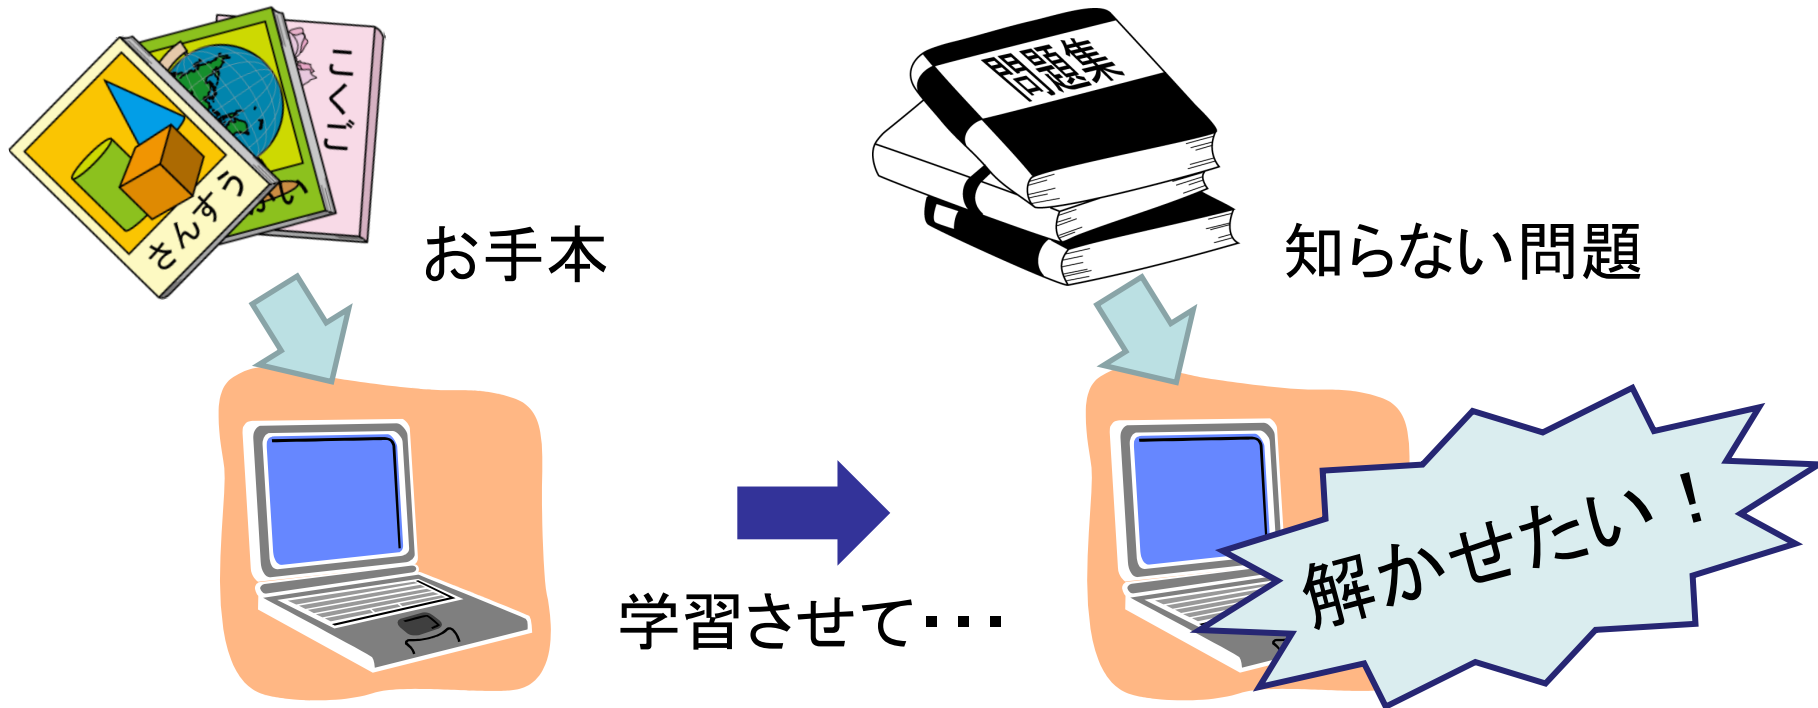 こくご
さんすう
お手本
問題集
知らない問題
学習させて・・・
解かせたい!